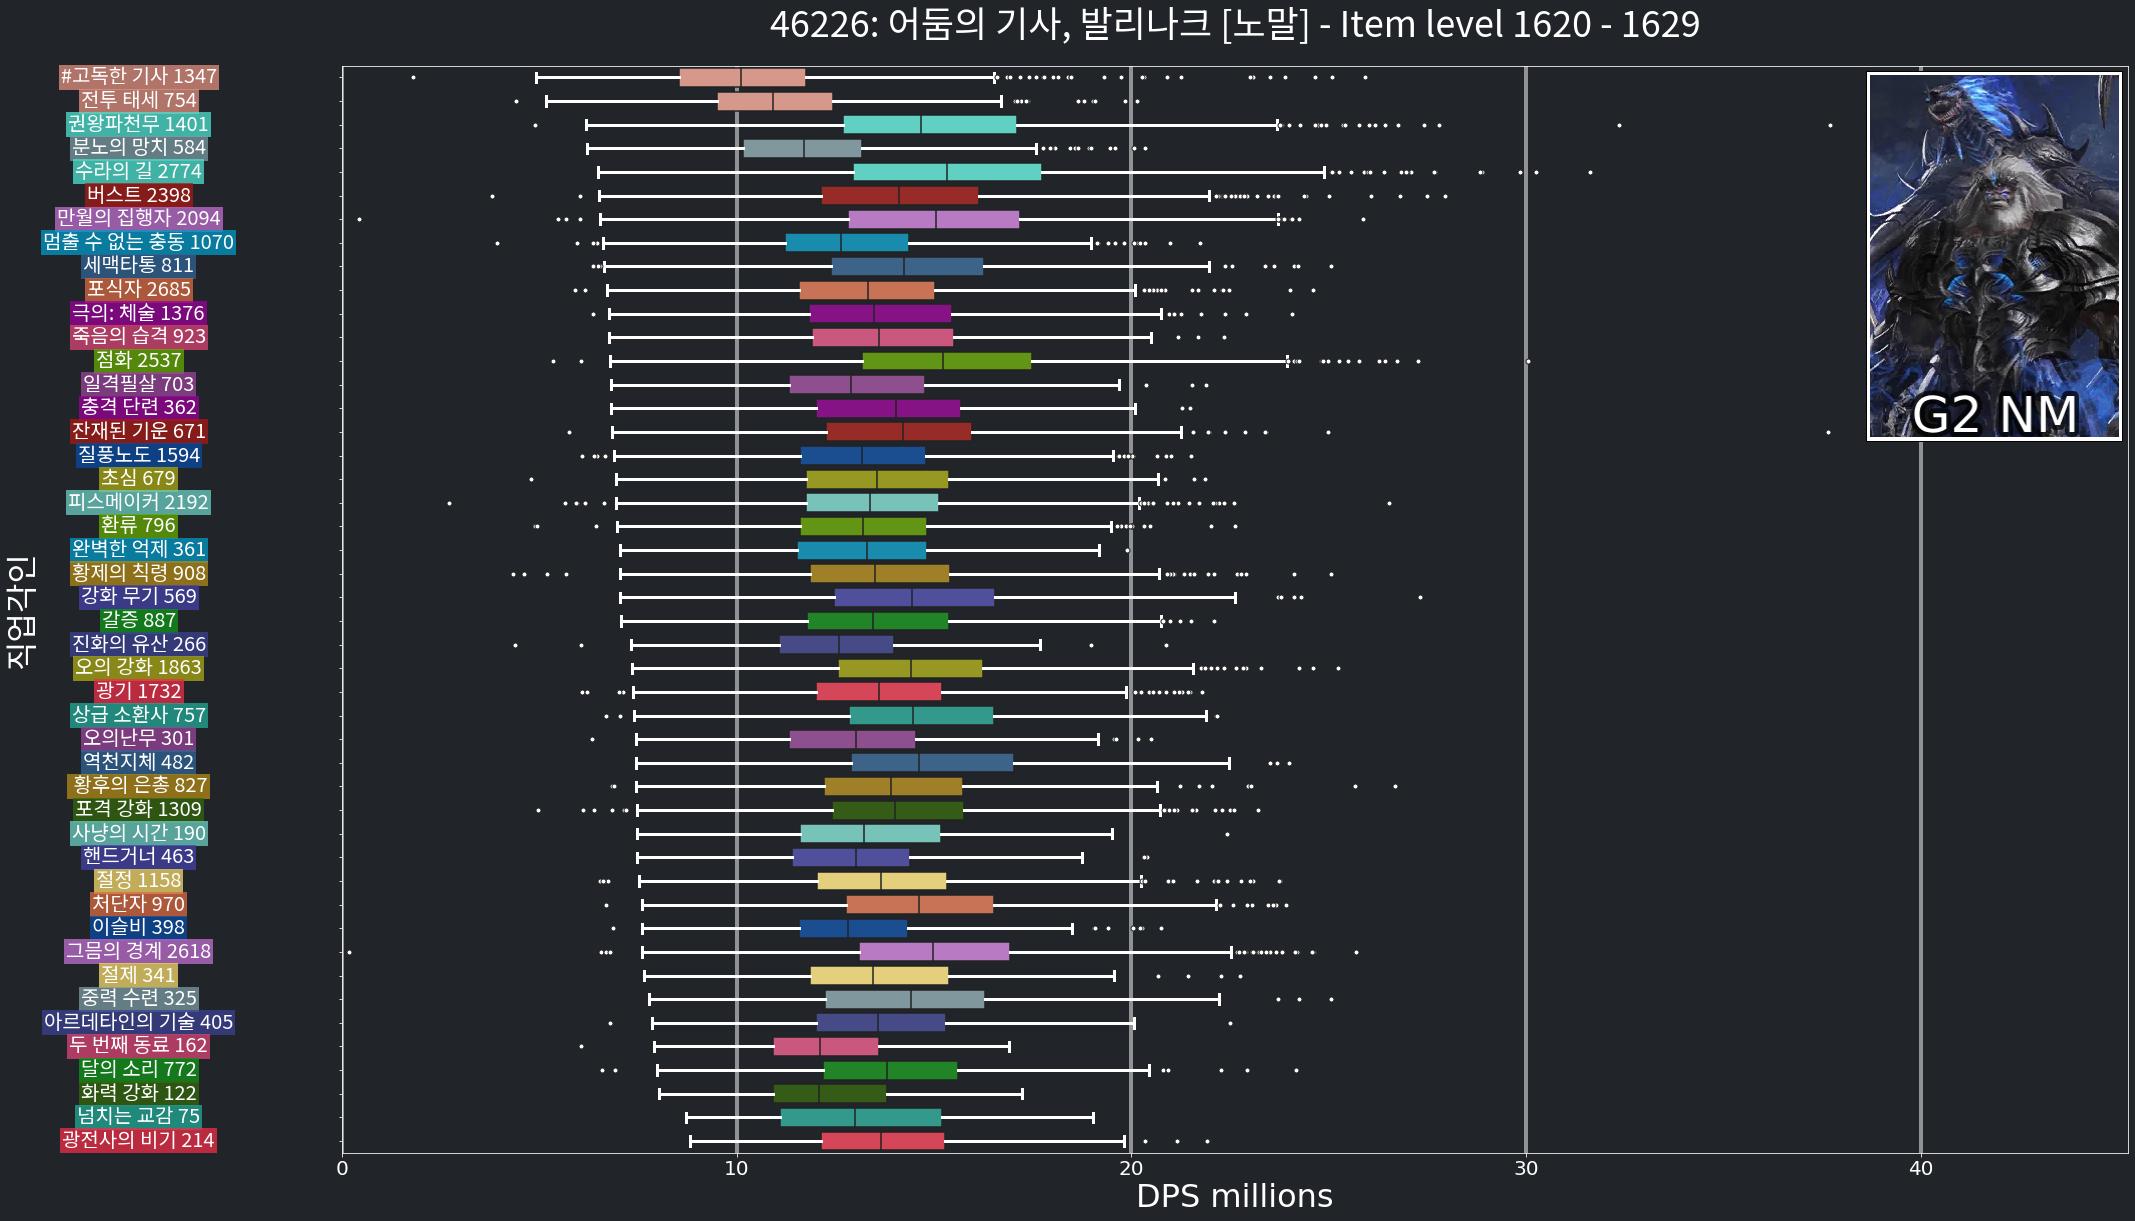 46226: 어둠의 기사, 발리나크 [노말] - Item level 1620 - 1629
#고독한 기사 1347
전투 태세 754
권왕파천무 1401
분노의 망치 584
수라의 길 2774
버스트 2398
만월의 집행자 2094
멈출 수 없는 충동 1070
세맥타통 811
포식자 2685
극의: 체술 1376
죽음의 습격 923
점화 2537
일격필살 703
충격 단련 362
잔재된 기운 671
질풍노도 1594
초심 679
피스메이커 2192
환류 796
완벽한 억제 361
황제의 칙령 908
강화 무기 569
갈증 887
진화의 유산 266
오의 강화 1863
광기 1732
상급 소환사 757
오의난무 301
역천지체 482
황후의 은총 827
포격 강화 1309
사냥의 시간 190
핸드거너 463
절정 1158
처단자 970
이슬비 398
그믐의 경계 2618
절제 341
중력 수련 325
아르데타인의 기술 405
두 번째 동료 162
달의 소리 772
화력 강화 122
넘치는 교감 75
광전사의 비기 214
직업각인
G2 NM
0 10 20 30 40
DPS millions